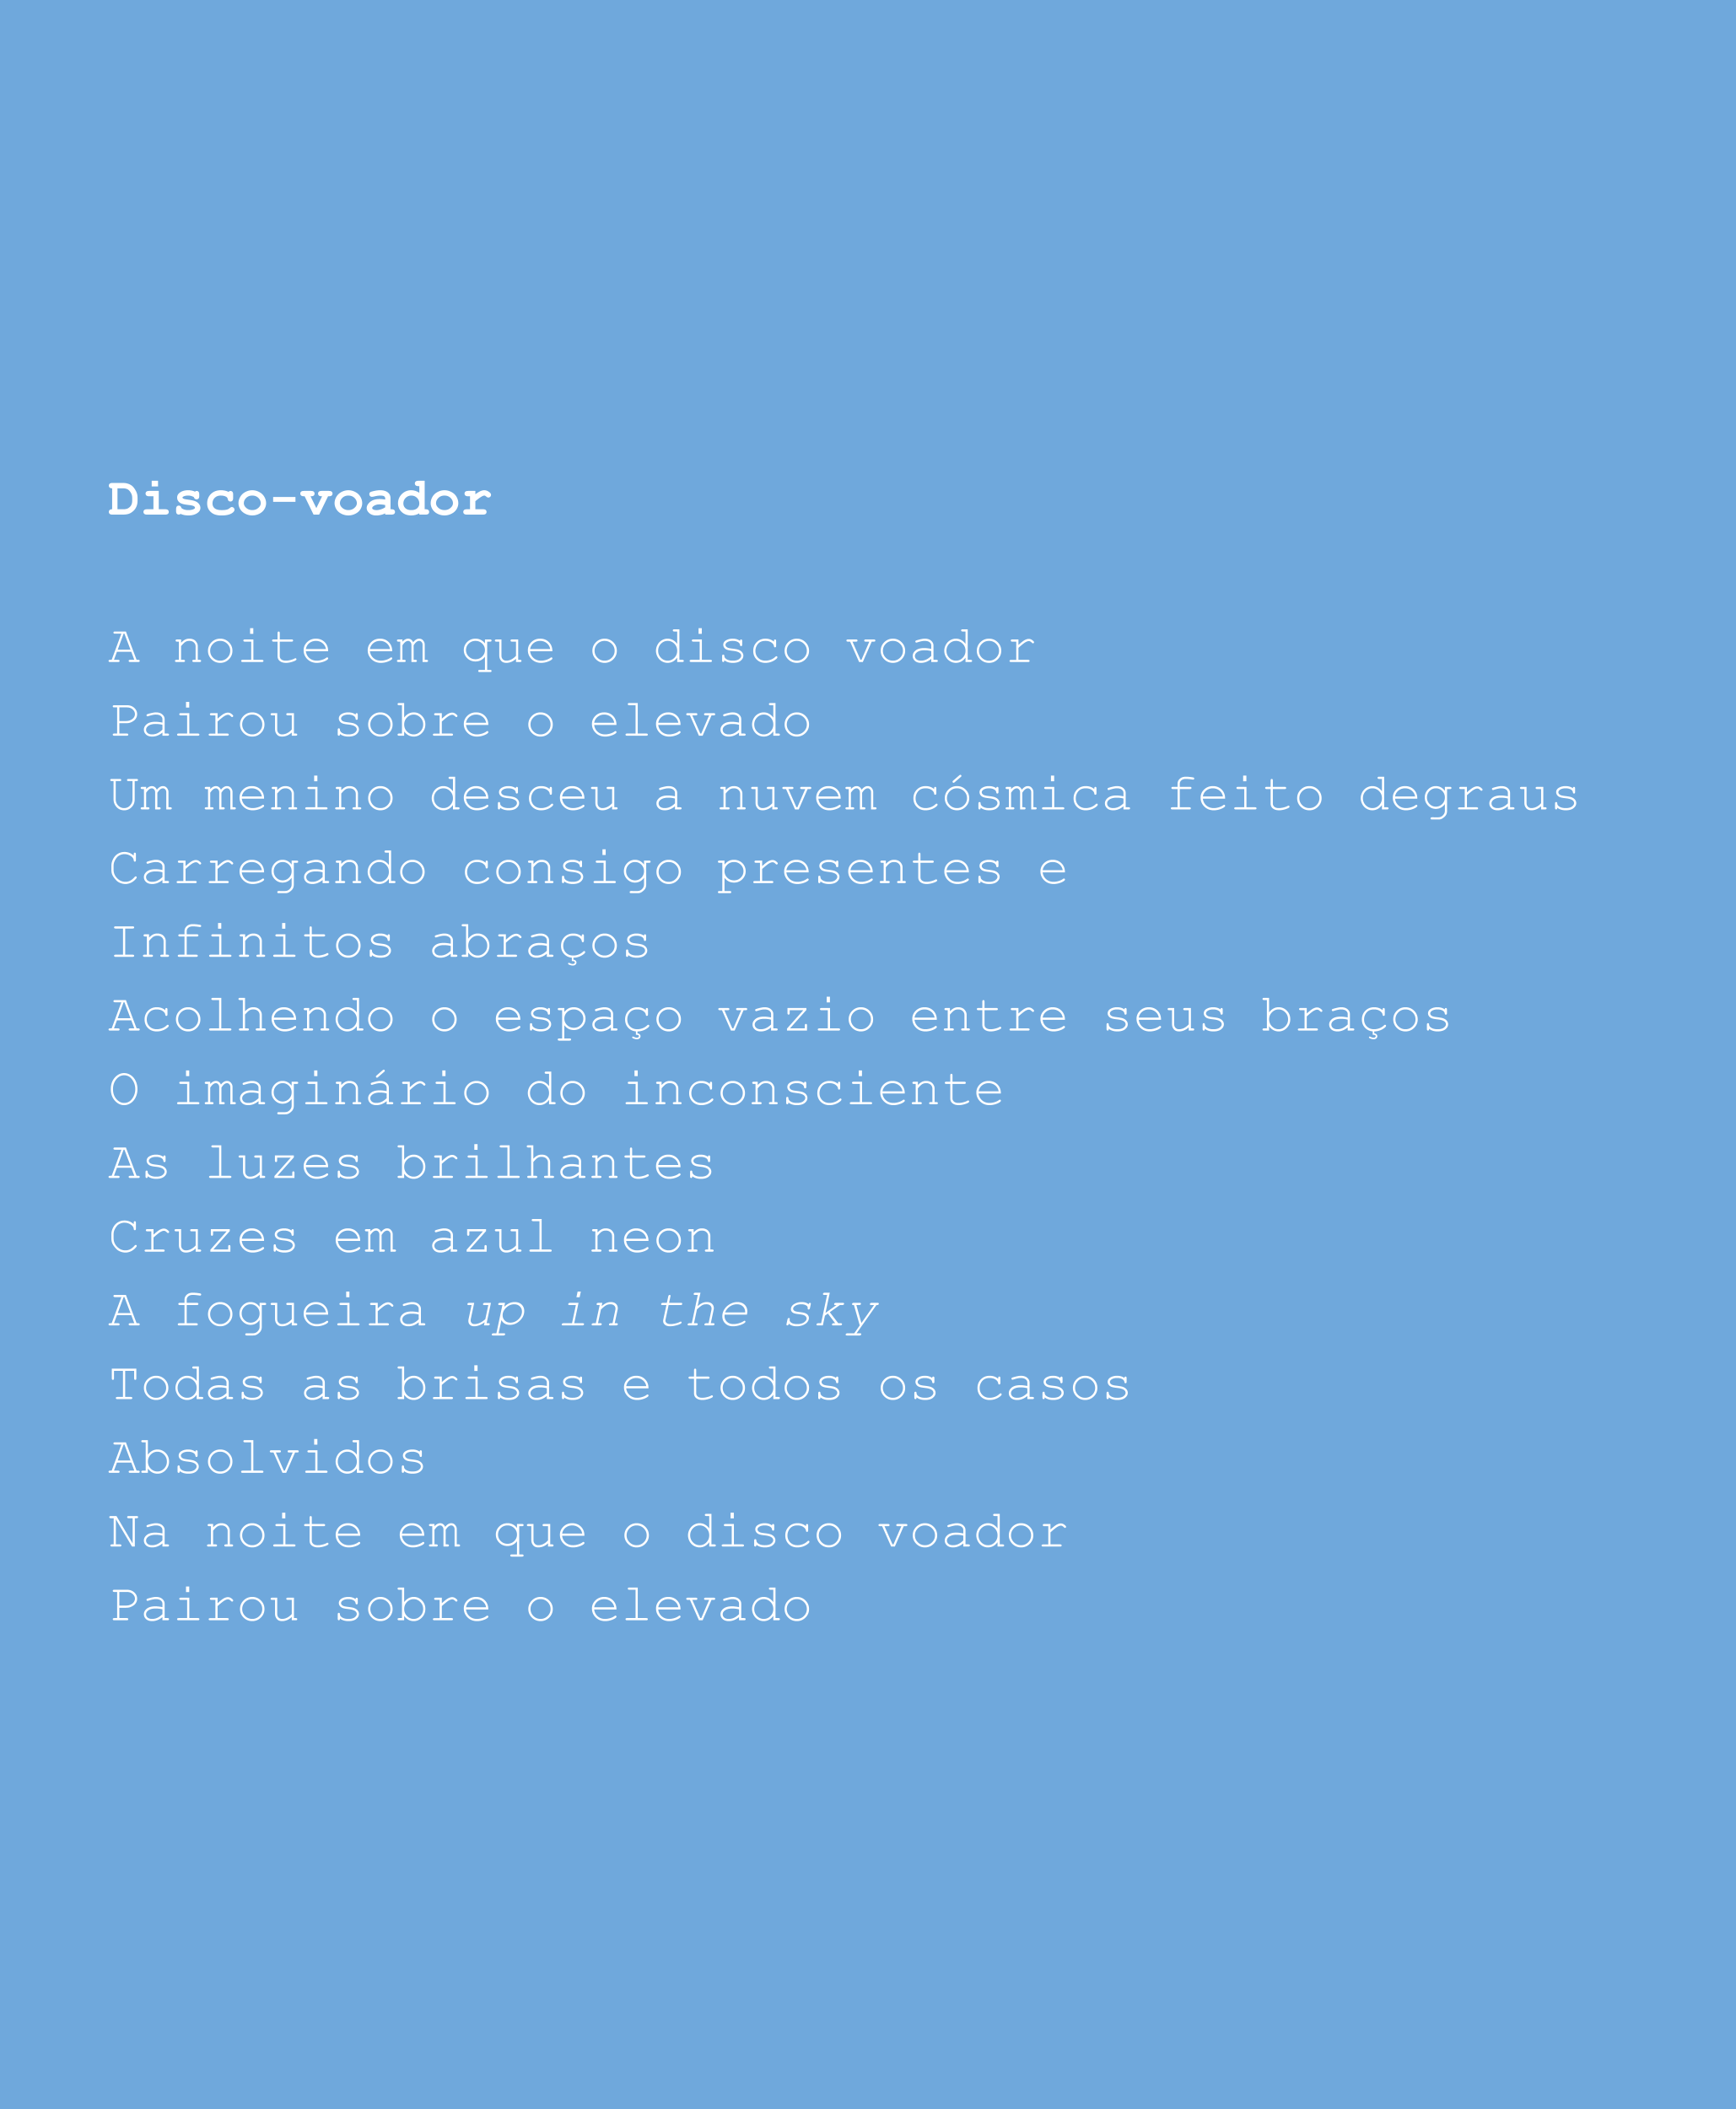 Disco-voador
A noite em que o disco voador
Pairou sobre o elevado
Um menino desceu a nuvem cósmica feito degraus
Carregando consigo presentes e
Infinitos abraços
Acolhendo o espaço vazio entre seus braços
O imaginário do inconsciente
As luzes brilhantes
Cruzes em azul neon
A fogueira up in the sky
Todas as brisas e todos os casos
Absolvidos
Na noite em que o disco voador
Pairou sobre o elevado